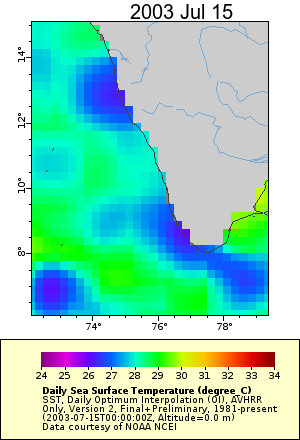 2003 Jul 15
14°
12°
10°
8°
74°
76°
78°
24 25 26 27 28 29 30 31 32 33 34
Daily Sea Surface Temperature (degree_C)
SST, Daily Optimum Interpolation (OI), AVHRR
Only, Version 2, Final+Preliminary, 1981-present
(2003-07-15T00:00:00Z, Altitude=0.0 m)
Data courtesy of NOAA NCEI